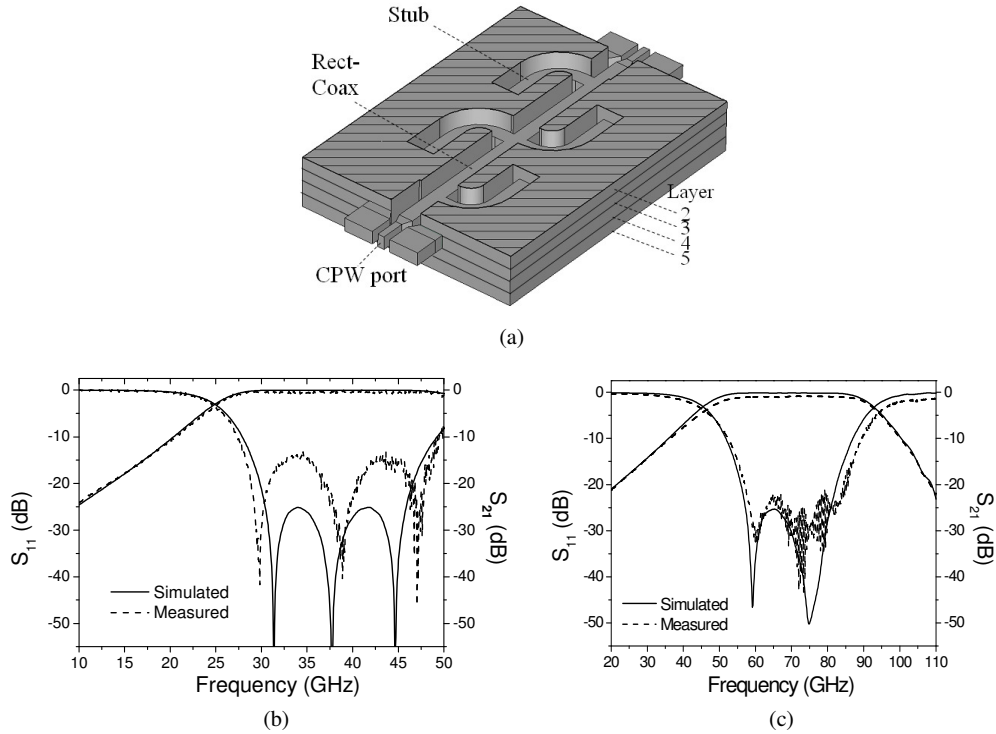 Stub
Rect-
Coax
Layer
2
3
4
5
CPW port
(a)
0
-10
-20
-30
-40
-50
S11 (dB)
Simulated
Measured
0
-10
-20
-30
-40
-50
S21 (dB)
10 15 20 25 30 35 40 45 50
Frequency (GHz)
(b)
0
-10
-20
-30
-40
-50
S11 (dB)
Simulated
Measured
0
-10
-20
-30
-40
-50
S21 (dB)
20 30 40 50 60 70 80 90 100 110
Frequency (GHz)
(c)